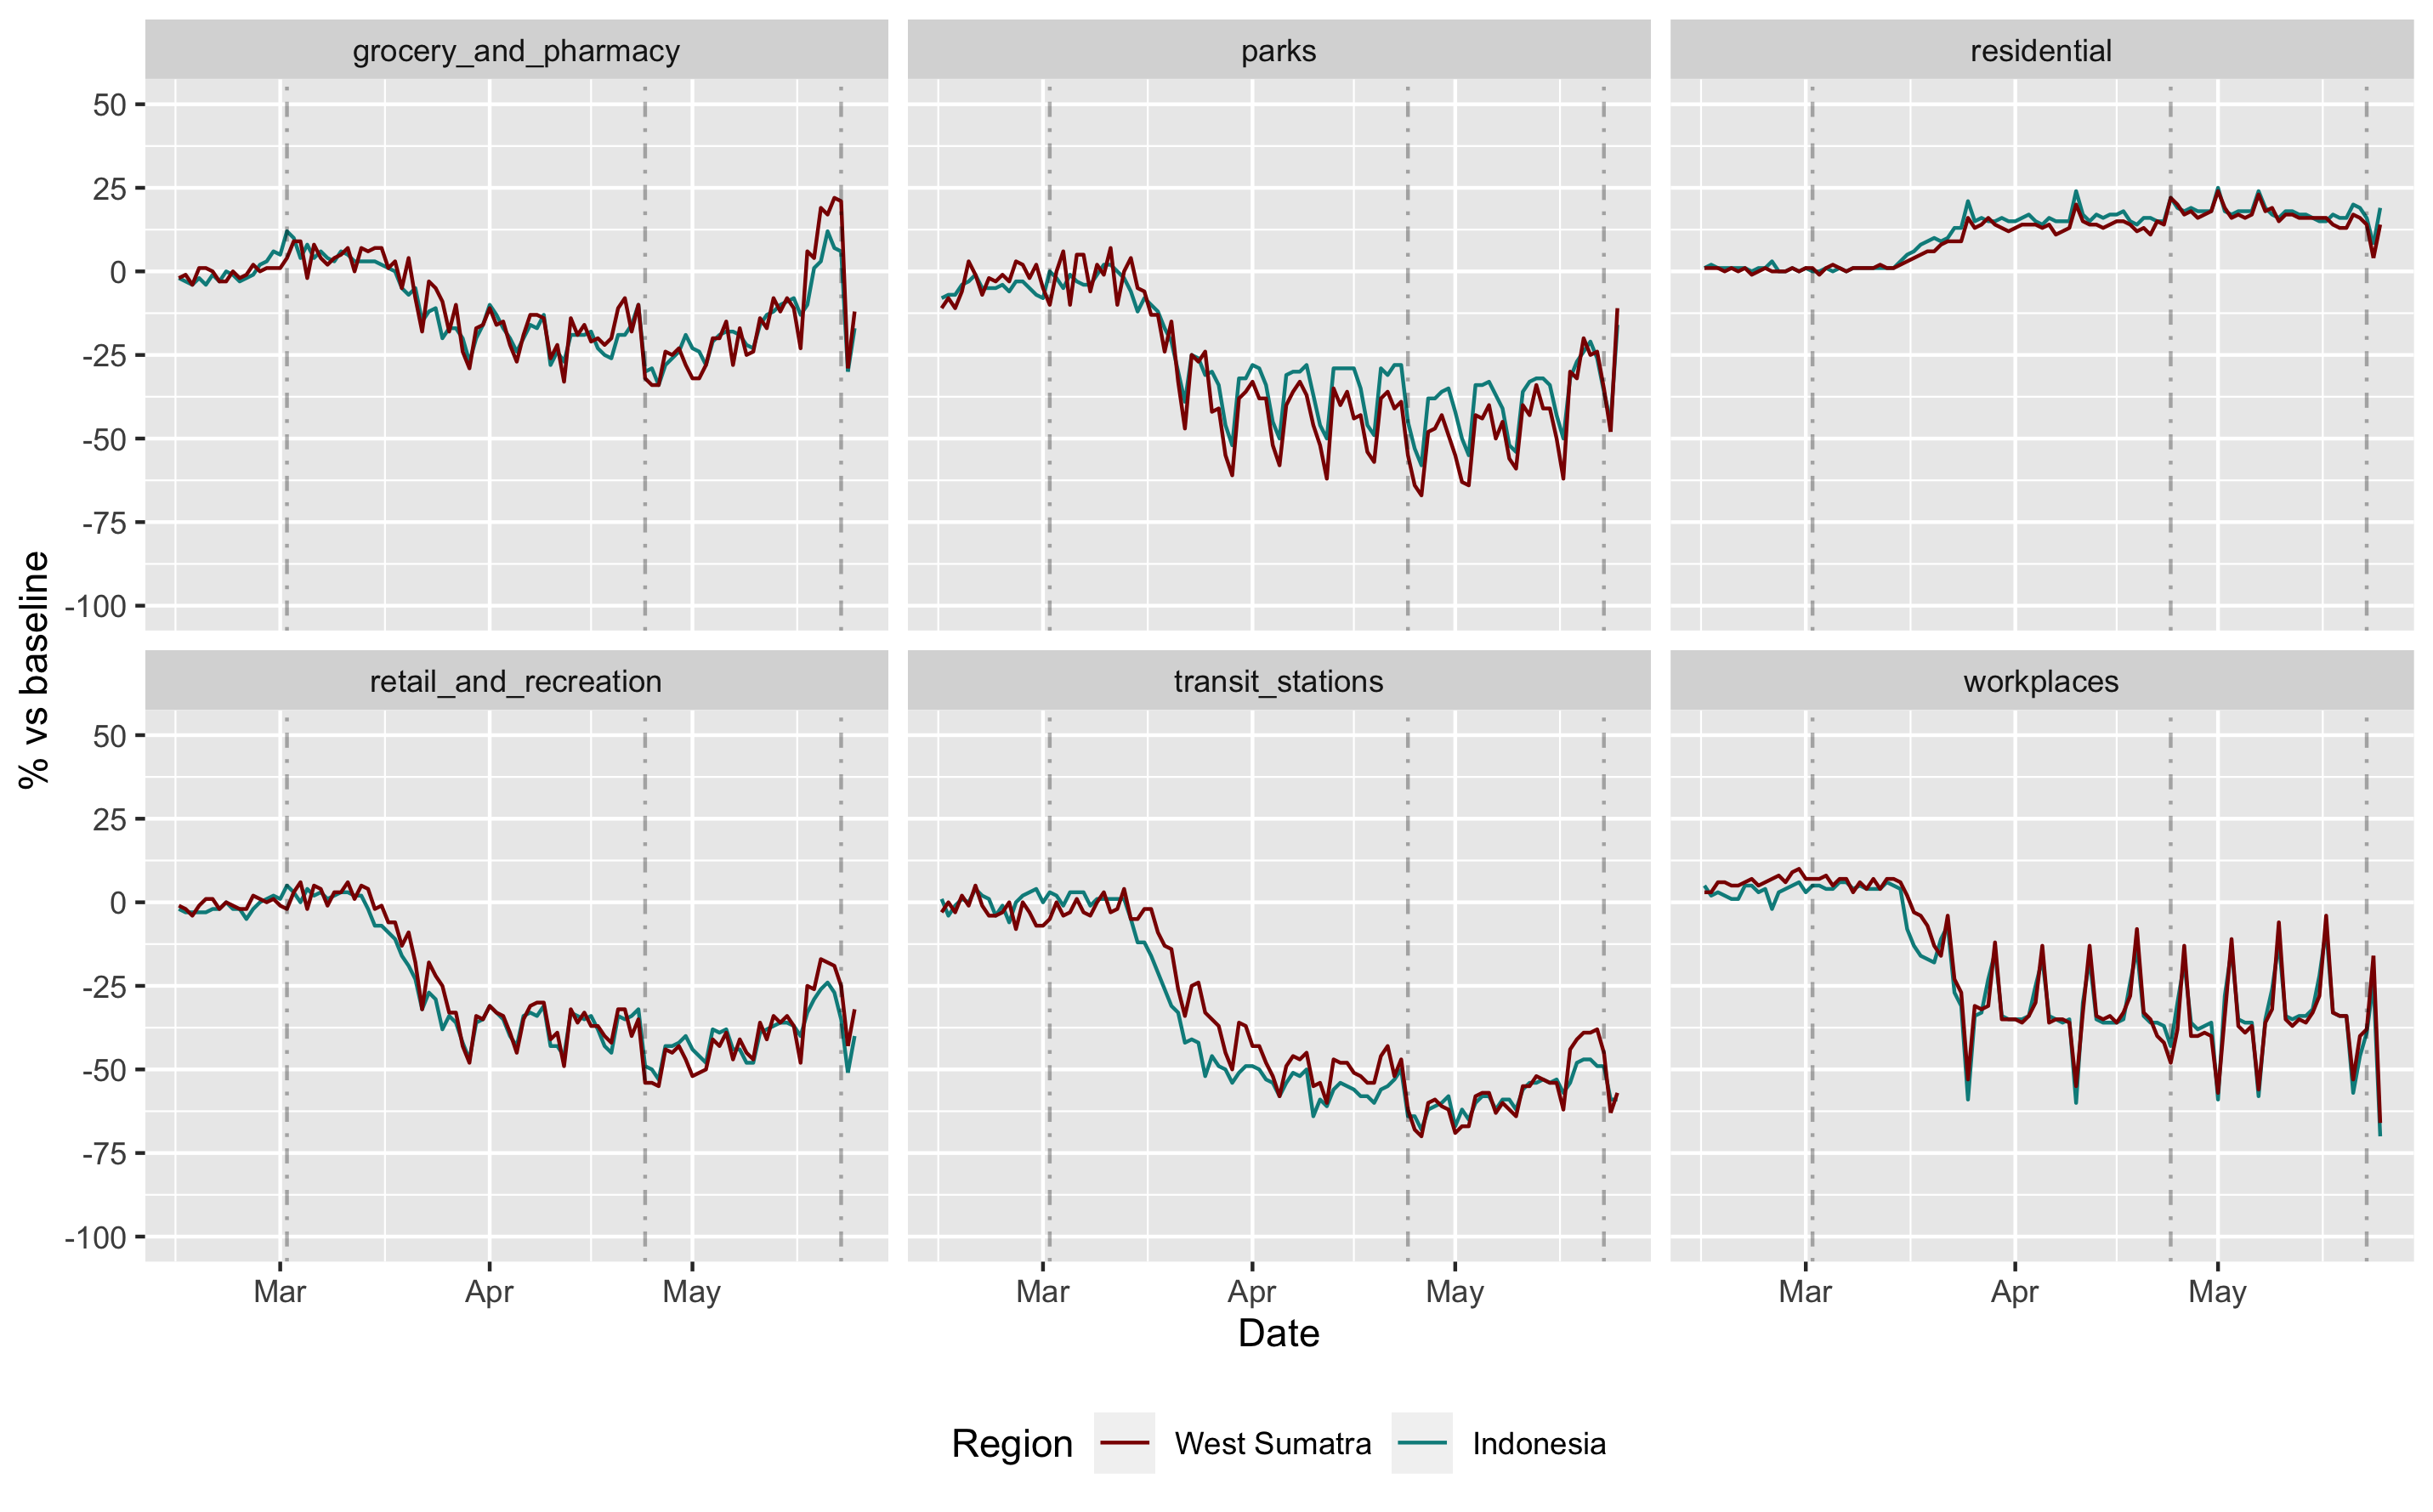 grocery_and_pharmacy
parks
residential
50
25
0
-25
-50
-75
-100
% vs baseline
retail_and_recreation
transit_stations
workplaces
50
25
0
-25
-50
-75
-100
Mar Apr May
Mar Apr May
Mar Apr May
Date
Region West Sumatra Indonesia